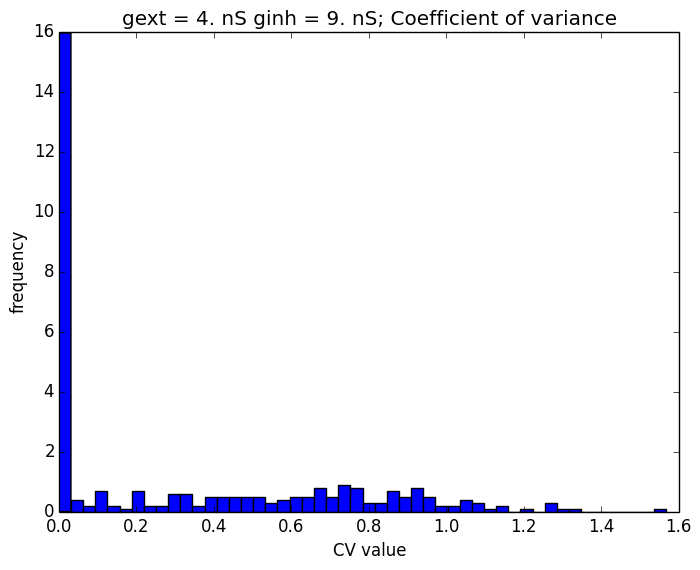 gext = 4. nS ginh = 9. nS; Coefficient of variance
16
14
12
10
8
6
4
2
0
frequency
0.0 0.2 0.4 0.6 0.8 1.0 1.2 1.4 1.6
CV value